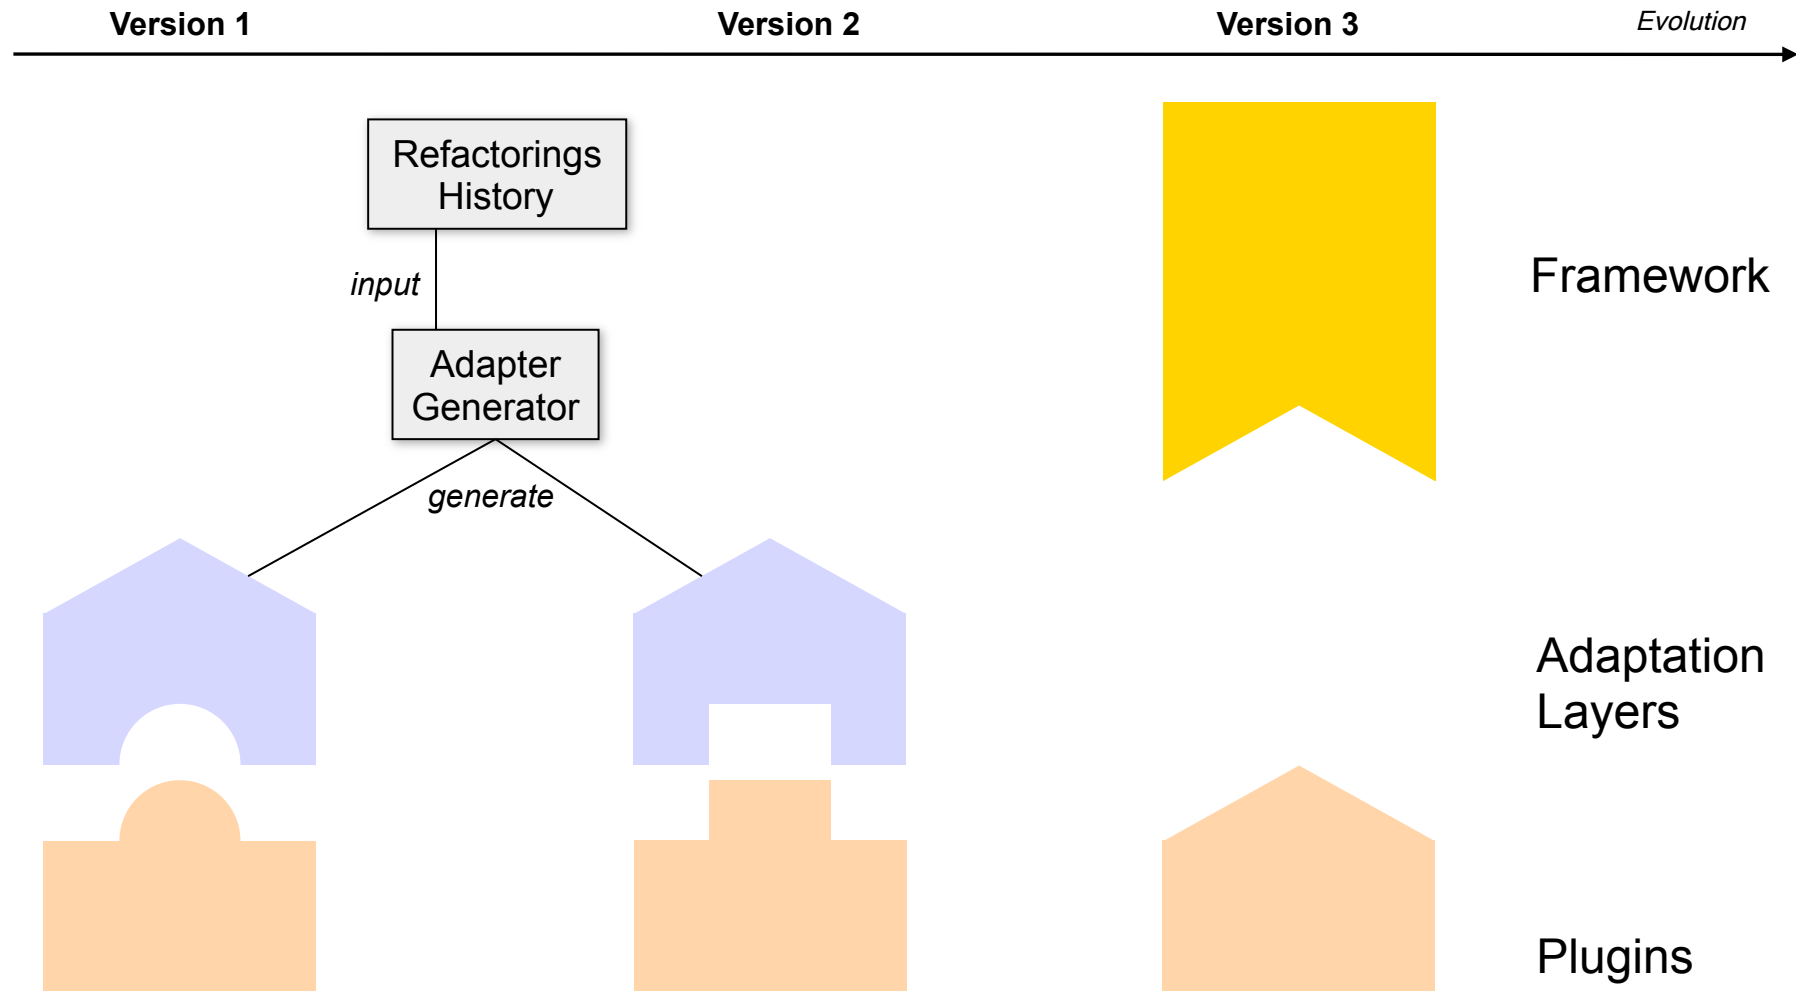 Version 1
Version 2
Version 3
Evolution
Refactorings
History
input
Framework
Adapter
Generator
generate
Adaptation
Layers
Plugins